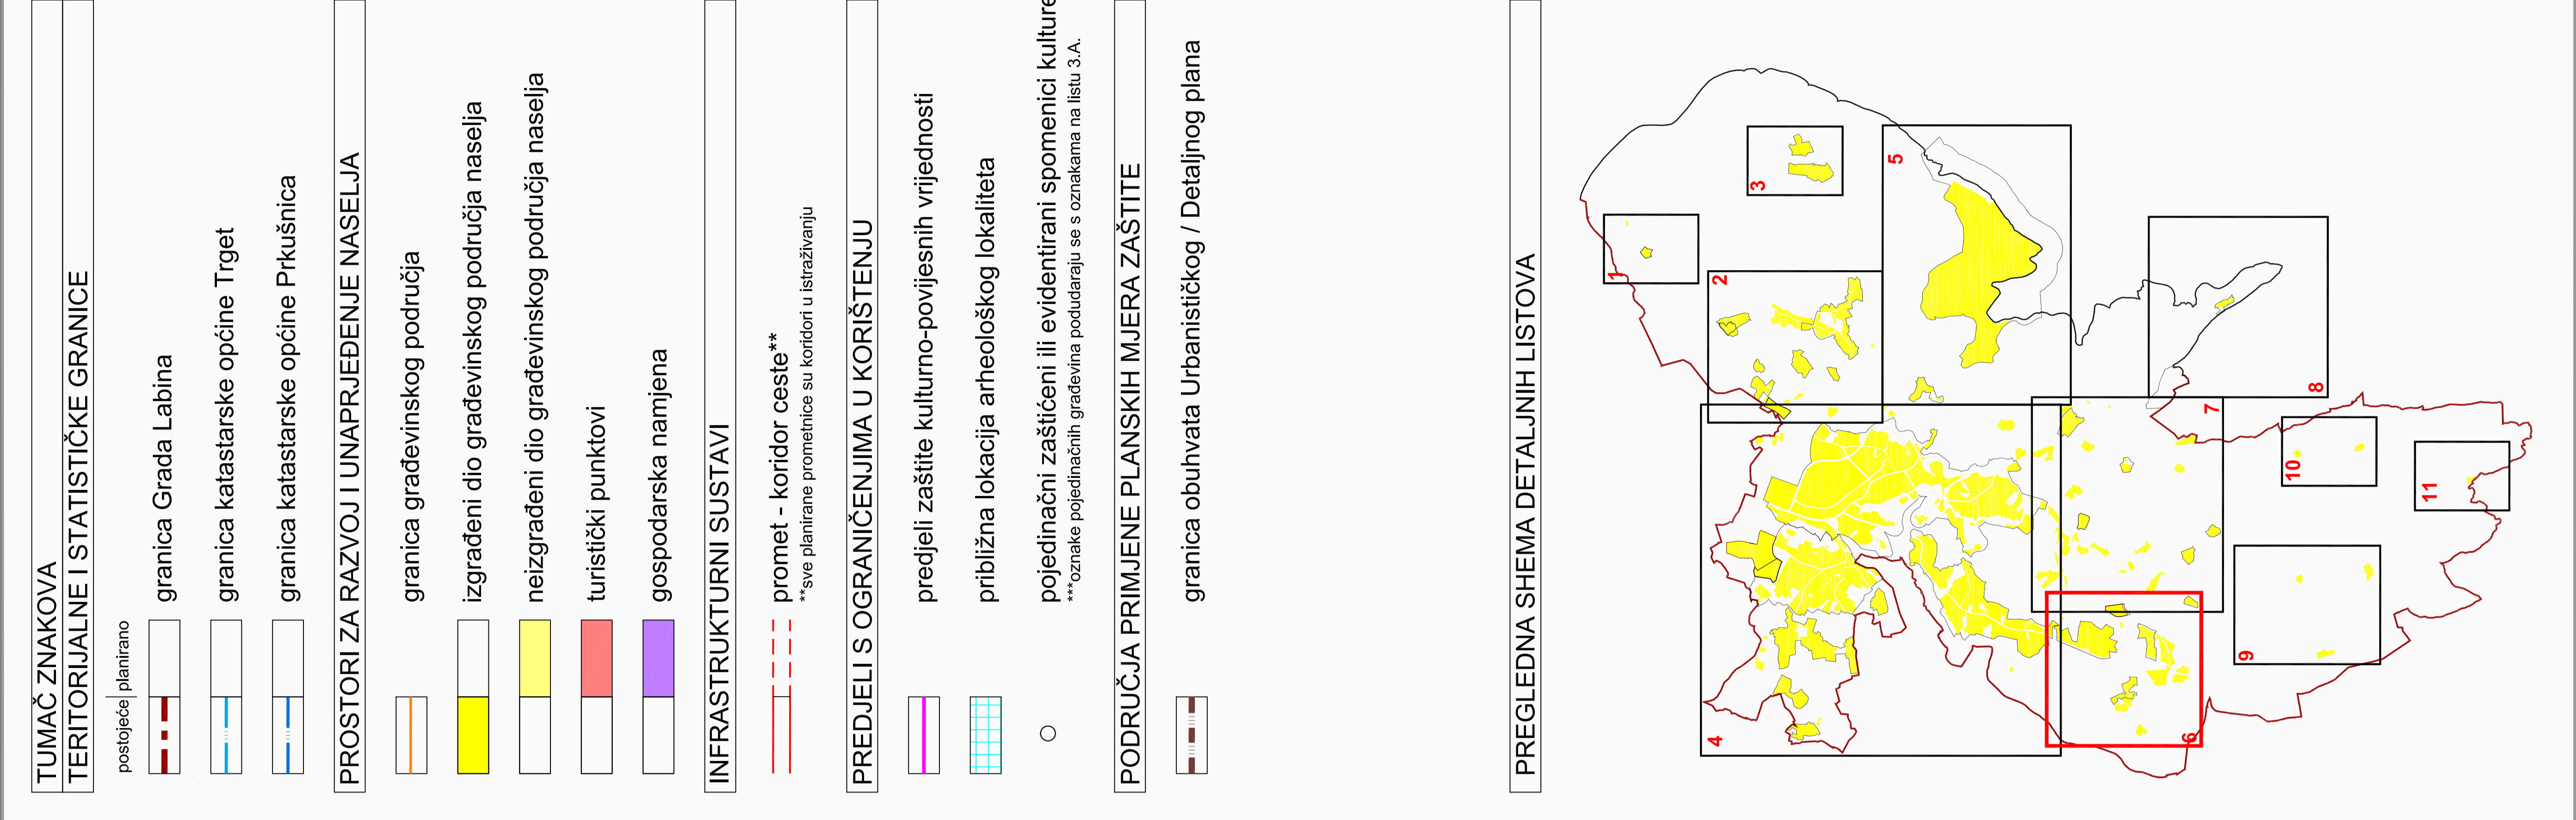 TUMAČ ZNAKOVA
TERITORIJALNE I STATISTIČKE GRANICE
postojeće planirano
granica Grada Labina
granica katastarske općine Trget
granica katastarske općine Prkušnica
PROSTORI ZA RAZVOJ I UNAPRJEĐENJE NASELJA
granica građevinskog područja
izgrađeni dio građevinskog područja naselja
neizgrađeni dio građevinskog područja naselja
turistički punktovi
gospodarska namjena
INFRASTRUKTURNI SUSTAVI
promet - koridor ceste**
**sve planirane prometnice su koridori u istraživanju
PREDJELI S OGRANIČENJIMA U KORIŠTENJU
predjeli zaštite kulturno-povijesnih vrijednosti
približna lokacija arheološkog lokaliteta
pojedinačni zaštićeni ili evidentirani spomenici kulture
***oznake pojedinačnih građevina podudaraju se s oznakama na listu 3.A.
PODRUČJA PRIMJENE PLANSKIH MJERA ZAŠTITE
granica obuhvata Urbanističkog / Detaljnog plana
PREGLEDNA SHEMA DETALJNIH LISTOVA
1
2
3
4
5
6
7
8
9
10
11